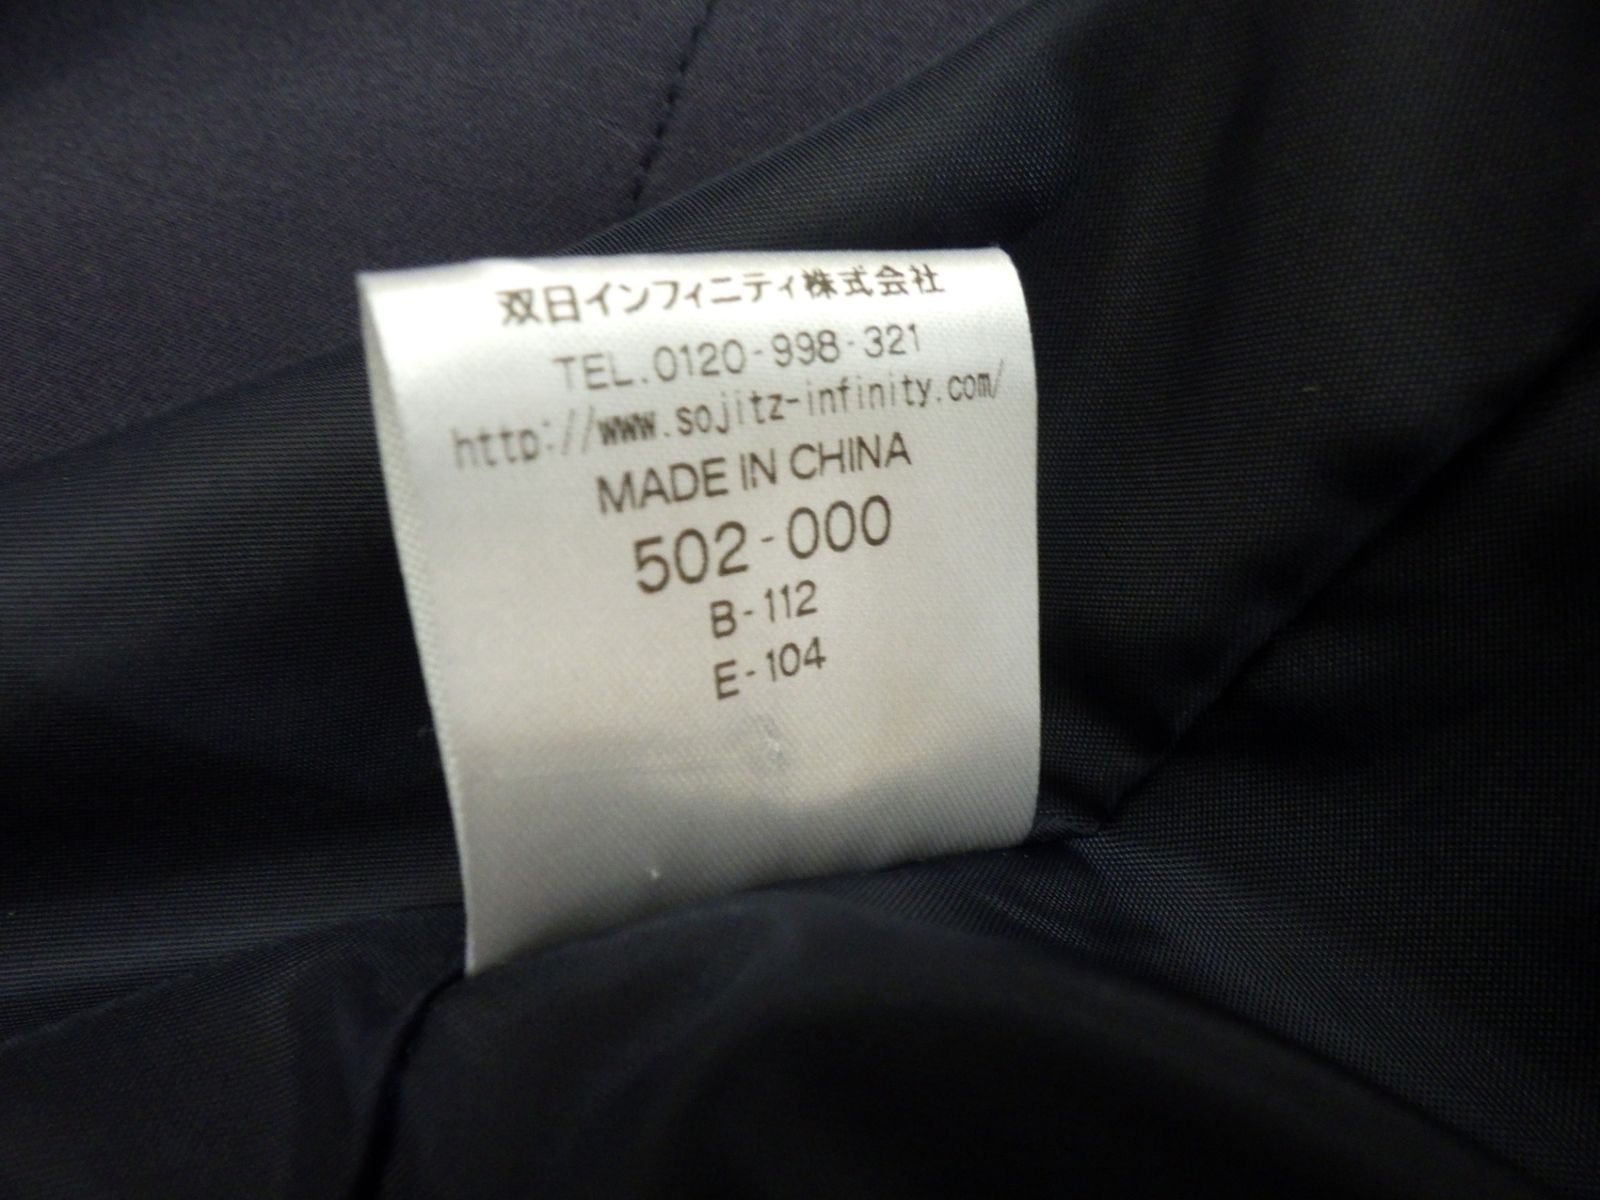 双日インフィニティ株式会社
TEL.0120-998-321
http://www.sojitz-infinity.com/
MADE IN CHINA
502-000
B-112
E-104